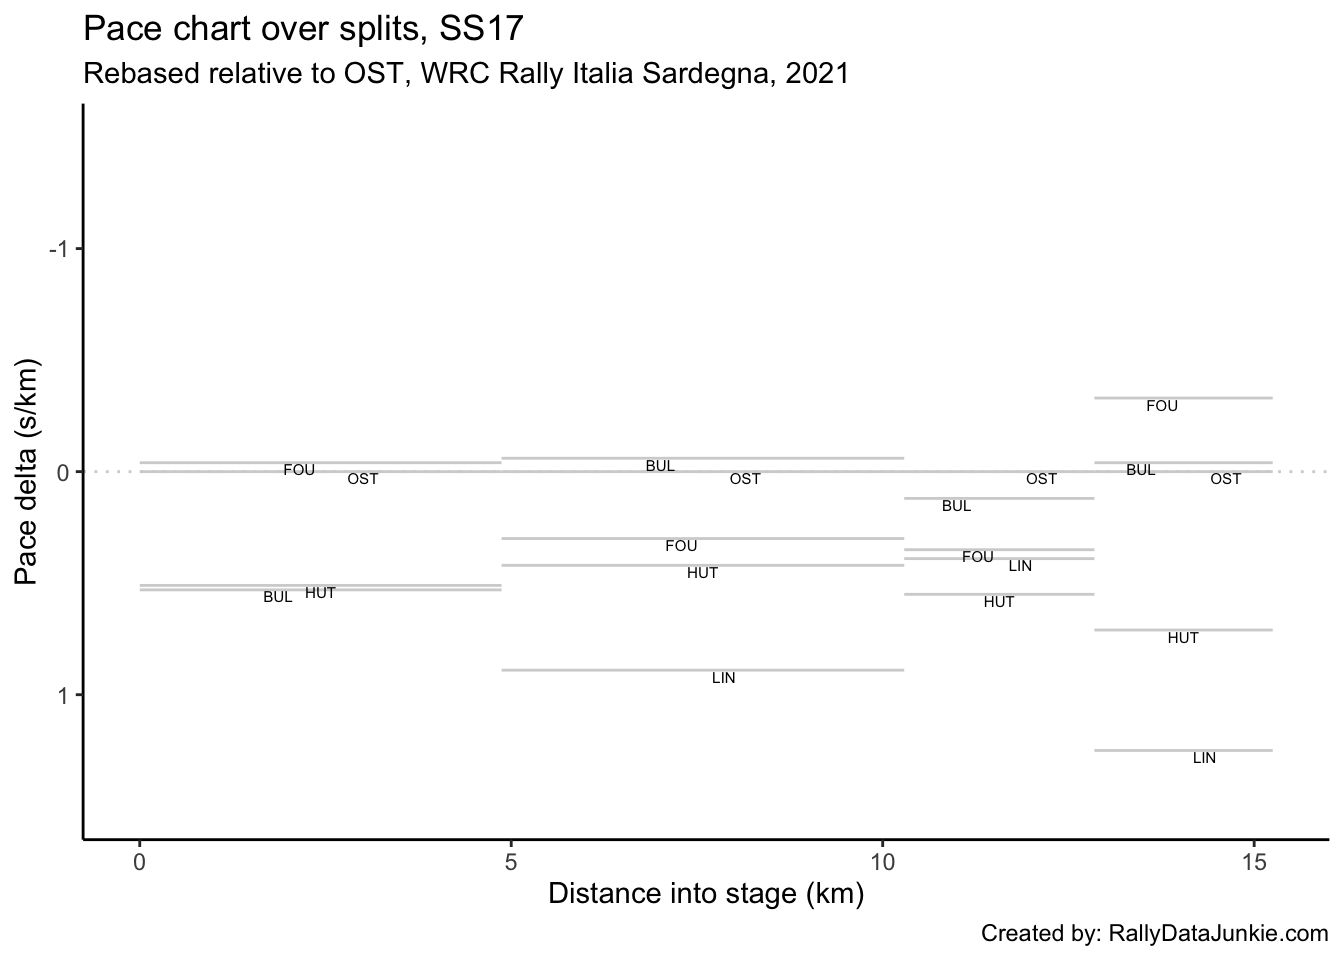 Pace chart over splits, SS17
Rebased relative to OST, WRC Rally Italia Sardegna, 2021
Pace delta (s/km)
-1
0
1
FOU
OST
BUL
HUT
BUL
OST
FOU
HUT
LIN
OST
BUL
FOU
LIN
HUT
FOU
BUL
OST
HUT
LIN
0 5 10 15
Distance into stage (km)
Created by: RallyDataJunkie.com